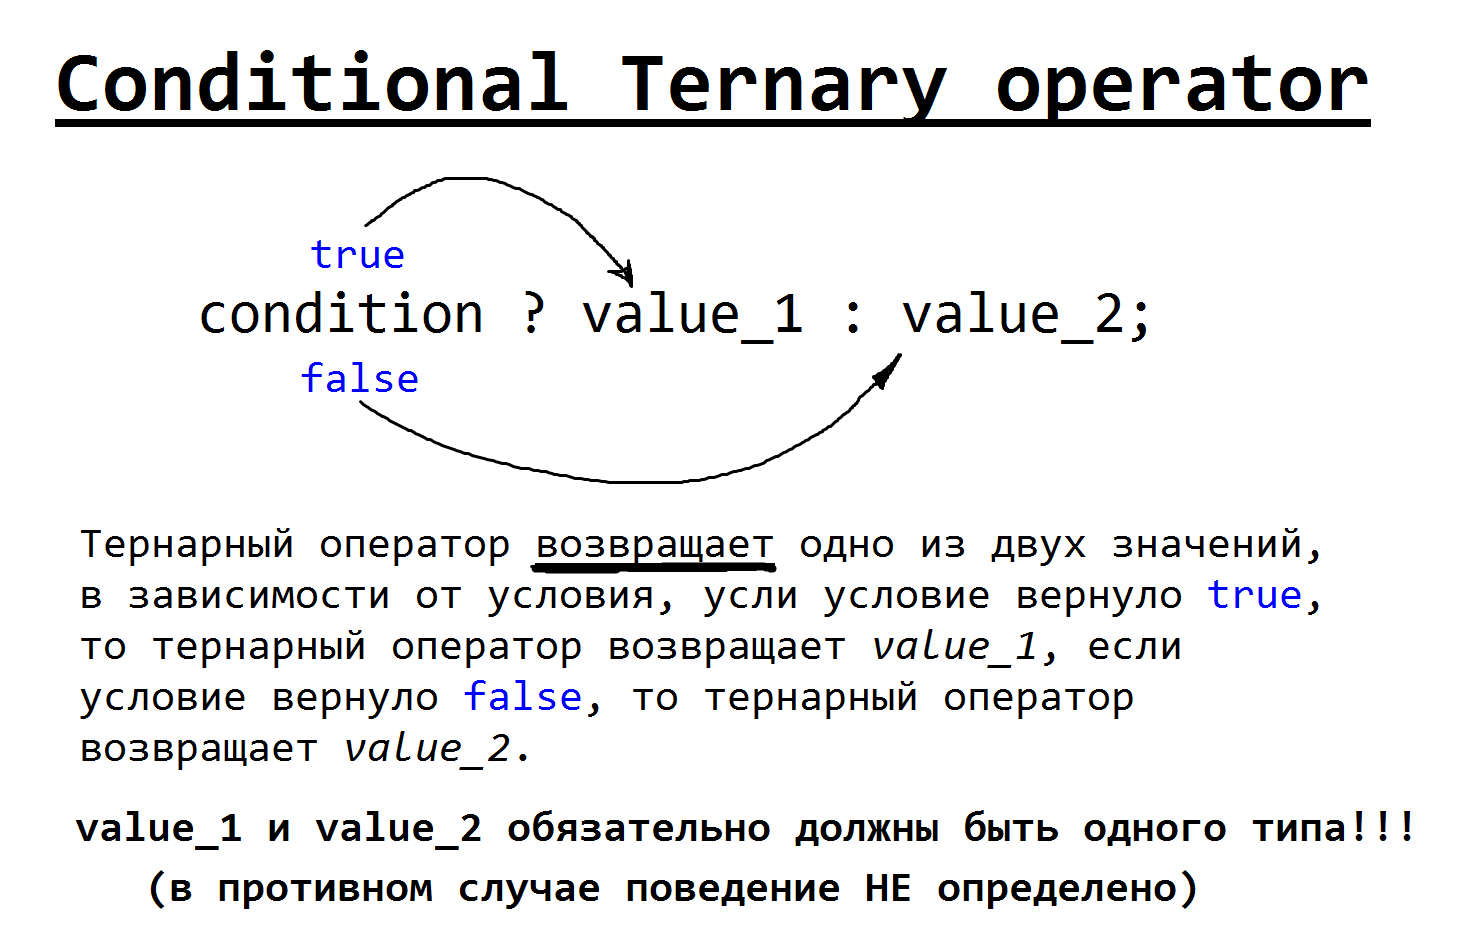 Conditional Ternary operator
true
condition ? value_1 : value_2;
false
Тернарный оператор возвращает одно из двух значений,
в зависимости от условия, усли условие вернуло true,
то тернарный оператор возвращает value_1, если
условие вернуло false, то тернарный оператор
возвращает value_2.
value_1 и value_2 обязательно должны быть одного типа!!!
(в противном случае поведение НЕ определено)